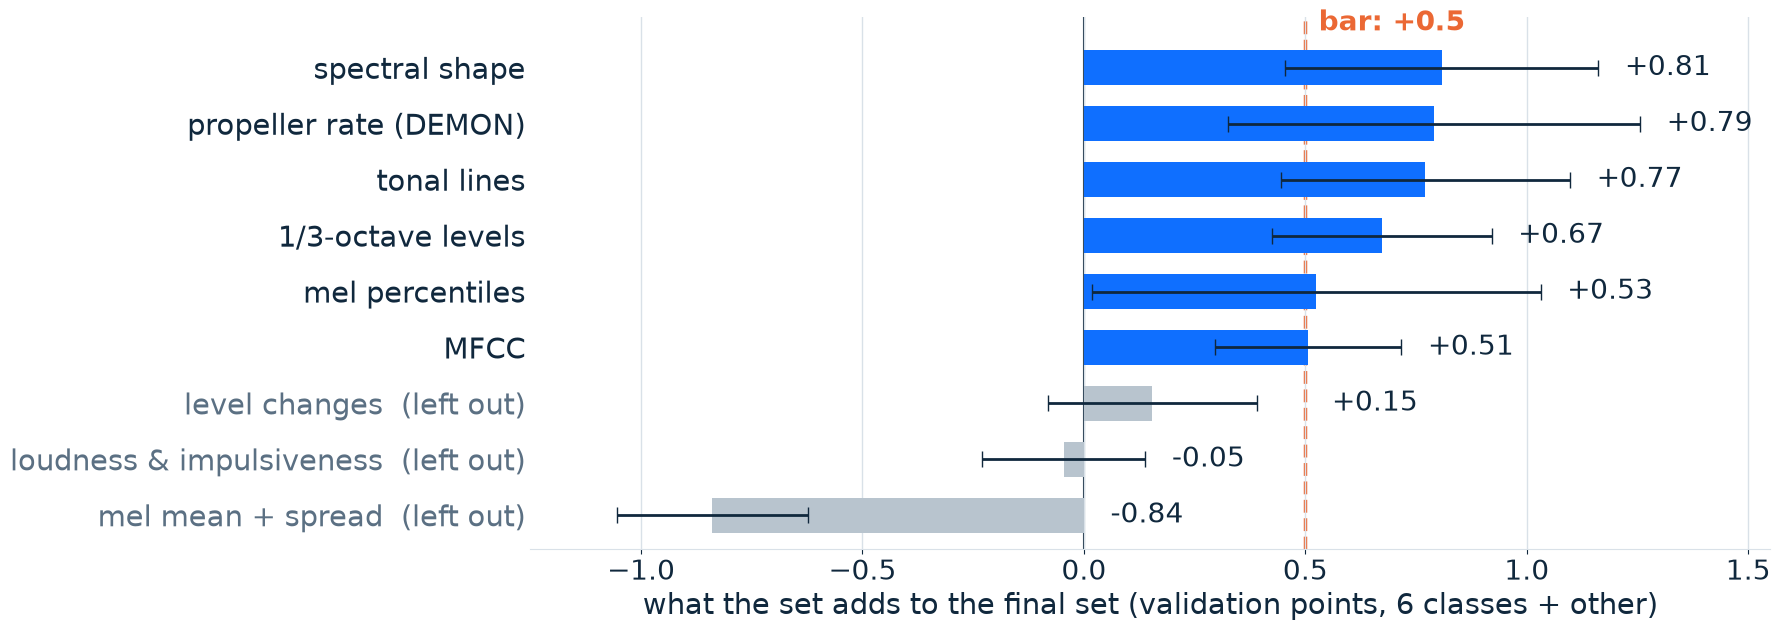 bar: +0.5
spectral shape +0.81
propeller rate (DEMON) +0.79
tonal lines +0.77
1/3-octave levels +0.67
mel percentiles +0.53
MFCC +0.51
level changes (left out) +0.15
loudness & impulsiveness (left out) -0.05
mel mean + spread (left out) -0.84
−1.0 −0.5 0.0 0.5 1.0 1.5
what the set adds to the final set (validation points, 6 classes + other)